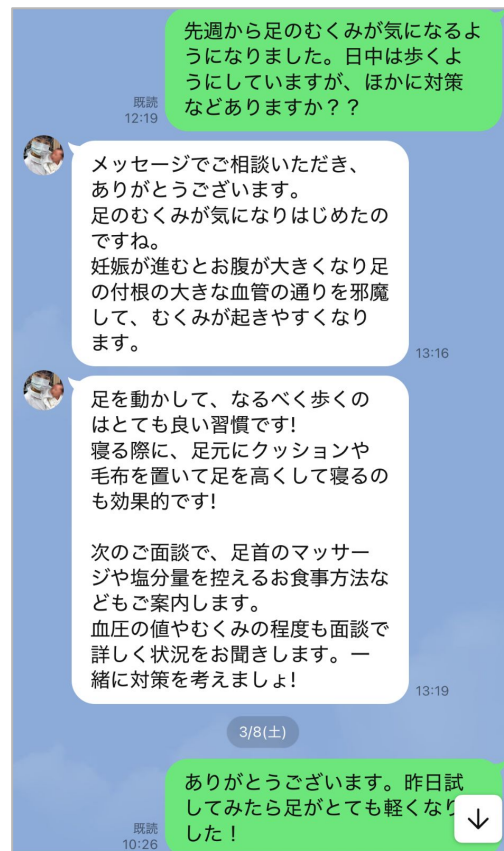 先週から足のむくみが気になるよ
うになりました。日中は歩くよ
うにしていますが、ほかに対策
などありますか？？
既読
12:19
メッセージでご相談いただき、
ありがとうございます。
足のむくみが気になりはじめたの
ですね。
妊娠が進むとお腹が大きくなり足
の付根の大きな血管の通りを邪魔
して、むくみが起きやすくなり
ます。
13:16
足を動かして、なるべく歩くの
はとても良い習慣です!
寝る際に、足元にクッションや
毛布を置いて足を高くして寝るの
も効果的です!
次のご面談で、足首のマッサー
ジや塩分量を控えるお食事方法な
どもご案内します。
血圧の値やむくみの程度も面談で
詳しく状況をお聞きします。一
緒に対策を考えましょ!
13:19
3/8(土)
ありがとうございます。昨日試
してみたら足がとても軽くなり
した！
既読
10:26